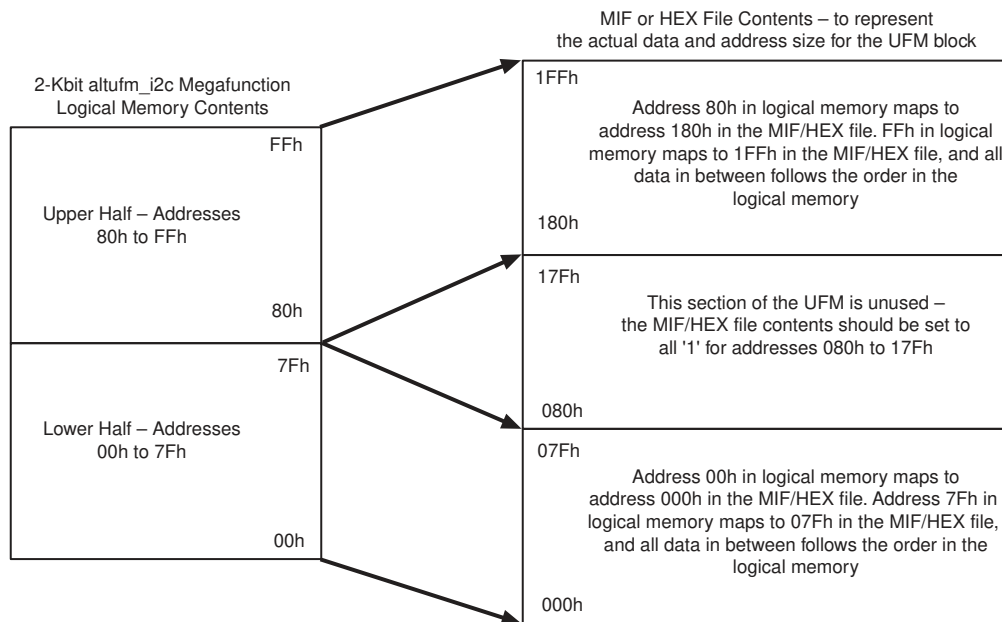 2-Kbit altufm_i2c Megafunction
Logical Memory Contents
FFh
Upper Half – Addresses
80h to FFh
80h
7Fh
Lower Half – Addresses
00h to 7Fh
00h
MIF or HEX File Contents – to represent
the actual data and address size for the UFM block
1FFh
Address 80h in logical memory maps to
address 180h in the MIF/HEX file. FFh in logical
memory maps to 1FFh in the MIF/HEX file, and all
data in between follows the order in the
logical memory
180h
17Fh
This section of the UFM is unused –
the MIF/HEX file contents should be set to
all '1' for addresses 080h to 17Fh
080h
07Fh
Address 00h in logical memory maps to
address 000h in the MIF/HEX file. Address 7Fh in
logical memory maps to 07Fh in the MIF/HEX file,
and all data in between follows the order in the
logical memory
000h